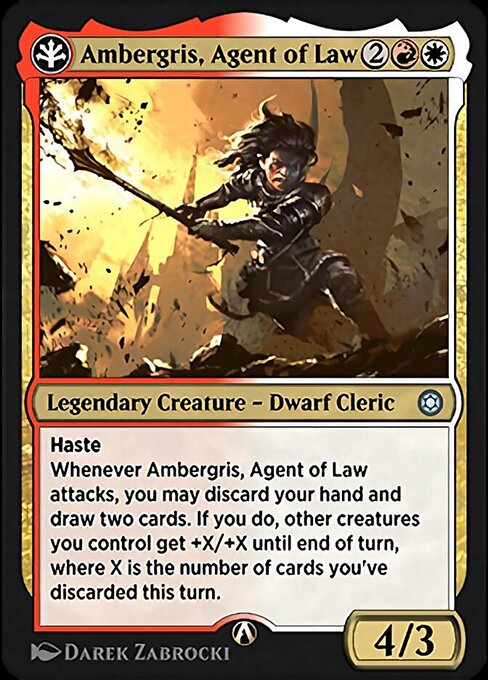 Ambergris, Agent of Law 2
Legendary Creature – Dwarf Cleric
Haste
Whenever Ambergris, Agent of Law
attacks, you may discard your hand and
draw two cards. If you do, other creatures
you control get +X/+X until end of turn,
where X is the number of cards you've
discarded this turn.
4/3
DAREK ZABROCKI